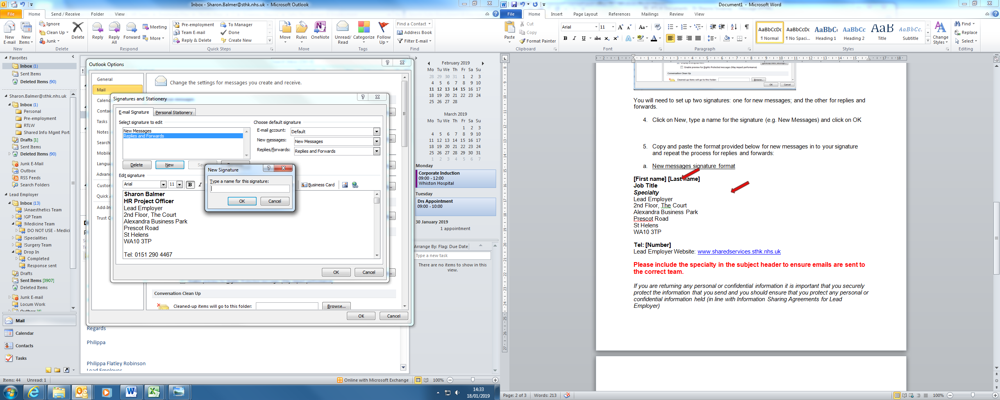 Inbox - Sharon.Balmer@sthk.nhs.uk - Microsoft Outlook
File Home Send / Receive Folder View
New E-mail
New Items
Ignore
Clean Up
Junk
Delete
Reply
Reply All
Forward
Meeting
More
Pre-employment
Team E-mail
Reply & Delete
To Manager
Done
Create New
Move
Rules
OneNote
Unread/ Read
Categorize
Follow Up
Find a Contact
Address Book
Filter E-mail
New Delete Respond Quick Steps Move Tags Find
Favorites
Inbox (1)
Sent Items
Deleted Items (90)
Sharon.Balmer@sthk.nhs.uk
Inbox (1)
Personal
Pre-employment
RTLW
Shared Info Mgmt Port
Drafts [1]
Sent Items
Deleted Items (90)
Junk E-Mail
Outbox
RSS Feeds
Search Folders
Lead Employer
Inbox (13)
!Anaesthetics Team
!GP Team
!Medicine Team
DO NOT USE - Medici
!Specialities
!Surgery Team
Drop In
Completed
Response sent
Drafts
Sent Items [3907]
Deleted Items
Junk E-Mail
Locum Work
Outbox [4]
Mail
Calendar
Contacts
Tasks
Items: 44 Unread: 1
Outlook Options
General
Mail
Calend
Contac
Tasks
Notes
Search
Mobile
Langua
Advanc
Custor
Quick A
Add-In
Trust C
Change the settings for messages you create and receive.
Signatures and Stationery
E-mail Signature Personal Stationery
Select signature to edit
New Messages
Replies and Forwards
Delete New Sav
Choose default signature
E-mail account: Default
New messages: New Messages
Replies/forwards: Replies and Forwards
Edit signature
Arial 11 B I
Business Card
New Signature
Type a name for this signature:
OK Cancel
Sharon Balmer
HR Project Officer
Lead Employer
2nd Floor, The Court
Alexandra Business Park
Prescot Road
St Helens
WA10 3TP
Tel: 0151 290 4467
OK Cancel
Conversation Clean Up
Cleaned-up items will go to this folder: Browse...
OK Cancel
Regards
Philippa
Philippa Flatley Robinson
Lead Employer
February 2019
Mo Tu We Th Fr Sa Su
28 29 30 31 1 2 3
4 5 6 7 8 9 10
11 12 13 14 15 16 17
18 19 20 21 22 23 24
25 26 27 28
March 2019
Mo Tu We Th Fr Sa Su
1 2 3
4 5 6 7 8 9 10
11 12 13 14 15 16 17
18 19 20 21 22 23 24
25 26 27 28 29 30 31
1 2 3 4 5 6 7
Monday
Corporate Induction
09:00 - 12:00
Whiston Hospital
Tuesday
Drs Appointment
09:00 - 10:00
30 January 2019
1 appointment
Arrange By: Flag: Due Date
Type a new task
There are no items to show in this view.
Online with Microsoft Exchange 100%
14:33
18/01/2019
Document1 - Microsoft Word
File Home Insert Page Layout References Mailings Review View
Paste
Cut
Copy
Format Painter
Arial 11
AaBbCcDc
¶ Normal
AaBbCcDc
¶ No Spaci...
AaBbCc
Heading 1
AaBbCc
Heading 2
AaB
Title
AaBbCc.
Subtitle
Change Styles
Find
Replace
Select
Clipboard Font Paragraph Styles Editing
Enable preview for Rights Protected messages (May impact performance)
Conversation Clean Up
Cleaned-up items will go to this folder: Browse...
OK Cancel
You will need to set up two signatures: one for new messages; and the other for replies and
forwards.
4. Click on New, type a name for the signature (e.g. New Messages) and click on OK
5. Copy and paste the format provided below for new messages in to your signature
and repeat the process for replies and forwards:
a. New messages signature format
[First name] [Last name]
Job Title
Specialty
Lead Employer
2nd Floor, The Court
Alexandra Business Park
Prescot Road
St Helens
WA10 3TP
Tel: [Number]
Lead Employer Website: www.sharedservices.sthk.nhs.uk
Please include the specialty in the subject header to ensure emails are sent to
the correct team.
If you are returning any personal or confidential information it is important that you securely
protect the information that you send and you should ensure that you protect any personal or
confidential information held (in line with Information Sharing Agreements for Lead
Employer)
Page: 2 of 3 Words: 213 100%